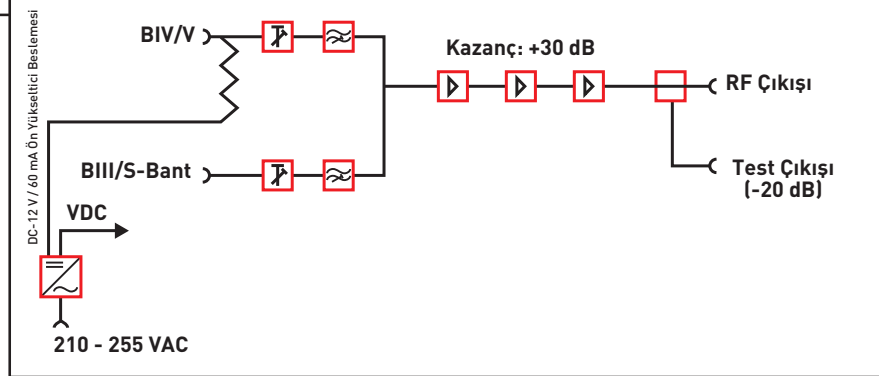 DC-12 V / 60 mA Ön Yükseltici Beslemesi
BIV/V
Kazanç: +30 dB
RF Çıkışı
BIII/S-Bant
Test Çıkışı
(-20 dB)
VDC
210 - 255 VAC